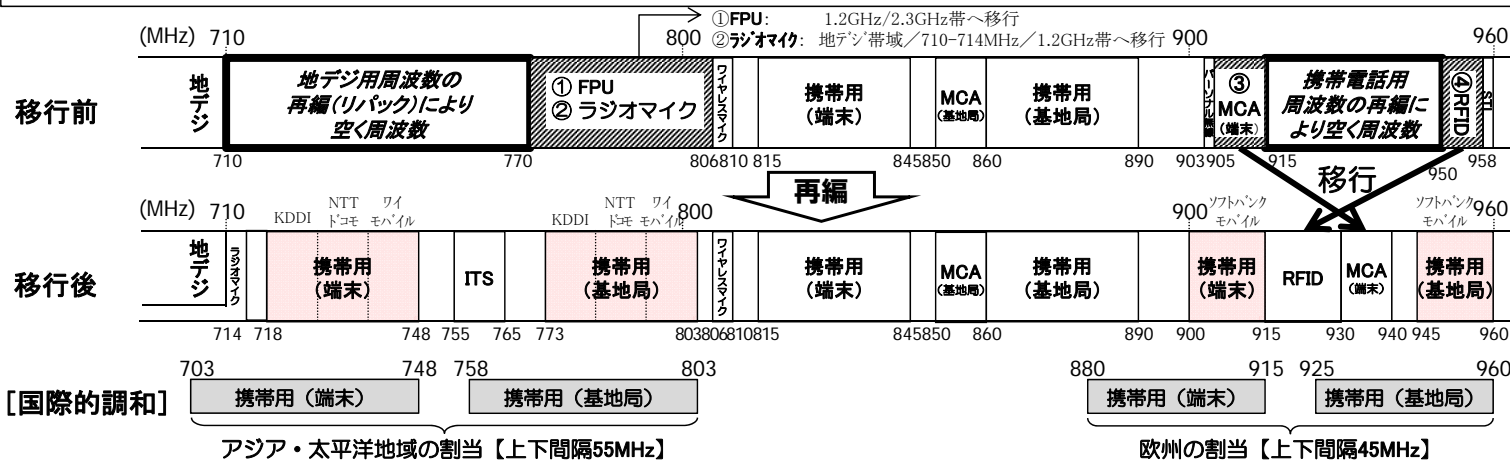 ①FPU: 1.2GHz/2.3GHz帯へ移行
②ラジオマイク: 地デジ帯域/710-714MHz/1.2GHz帯へ移行
(MHz) 710 800 900 960
移行前
地デジ
地デジ用周波数の
再編(リパック)により
空く周波数
① FPU
② ラジオマイク
ワイヤレスマイク
携帯用
(端末)
MCA
(基地局)
携帯用
(基地局)
パーソナル無線
③
MCA
(端末)
携帯電話用
周波数の再編に
より空く周波数
④RFID
STL
710 770 806 810 815 845 850 860 890 903 905 915 950 958
再編
移行
(MHz) 710 800 900 960
KDDI
NTT
ドコモ
ワイ
モバイル
KDDI
NTT
ドコモ
ワイ
モバイル
ソフトバンク
モバイル
ソフトバンク
モバイル
移行後
地デジ
ラジオマイク
携帯用
(端末)
ITS
携帯用
(基地局)
ワイヤレスマイク
携帯用
(端末)
MCA
(基地局)
携帯用
(基地局)
携帯用
(端末)
RFID
MCA
(端末)
携帯用
(基地局)
714 718 748 755 765 773 803 806 810 815 845 850 860 890 900 915 930 940 945 960
703 748 758 803 880 915 925 960
[国際的調和]
携帯用(端末)
携帯用(基地局)
携帯用(端末)
携帯用(基地局)
アジア・太平洋地域の割当【上下間隔55MHz】
欧州の割当【上下間隔45MHz】